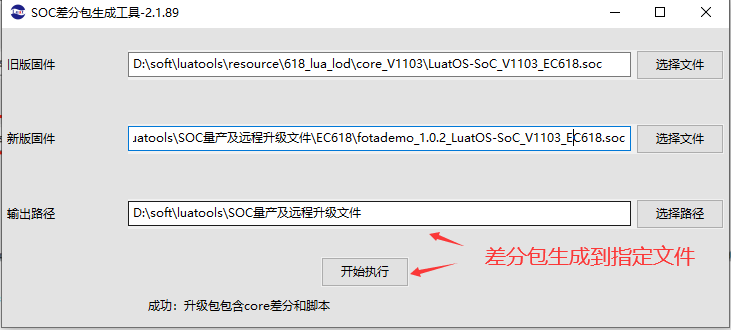 SOC差分包生成工具-2.1.89
旧版固件 D:\soft\luatools\resource\618_lua_lod\core_V1103\LuatOS-SoC_V1103_EC618.soc 选择文件
新版固件 uatools\SOC量产及远程升级文件\EC618\fotademo_1.0.2_LuatOS-SoC_V1103_EC618.soc 选择文件
输出路径 D:\soft\luatools\SOC量产及远程升级文件 选择路径
差分包生成到指定文件
开始执行
成功：升级包包含core差分和脚本